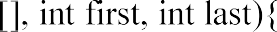 [], int first, int last){